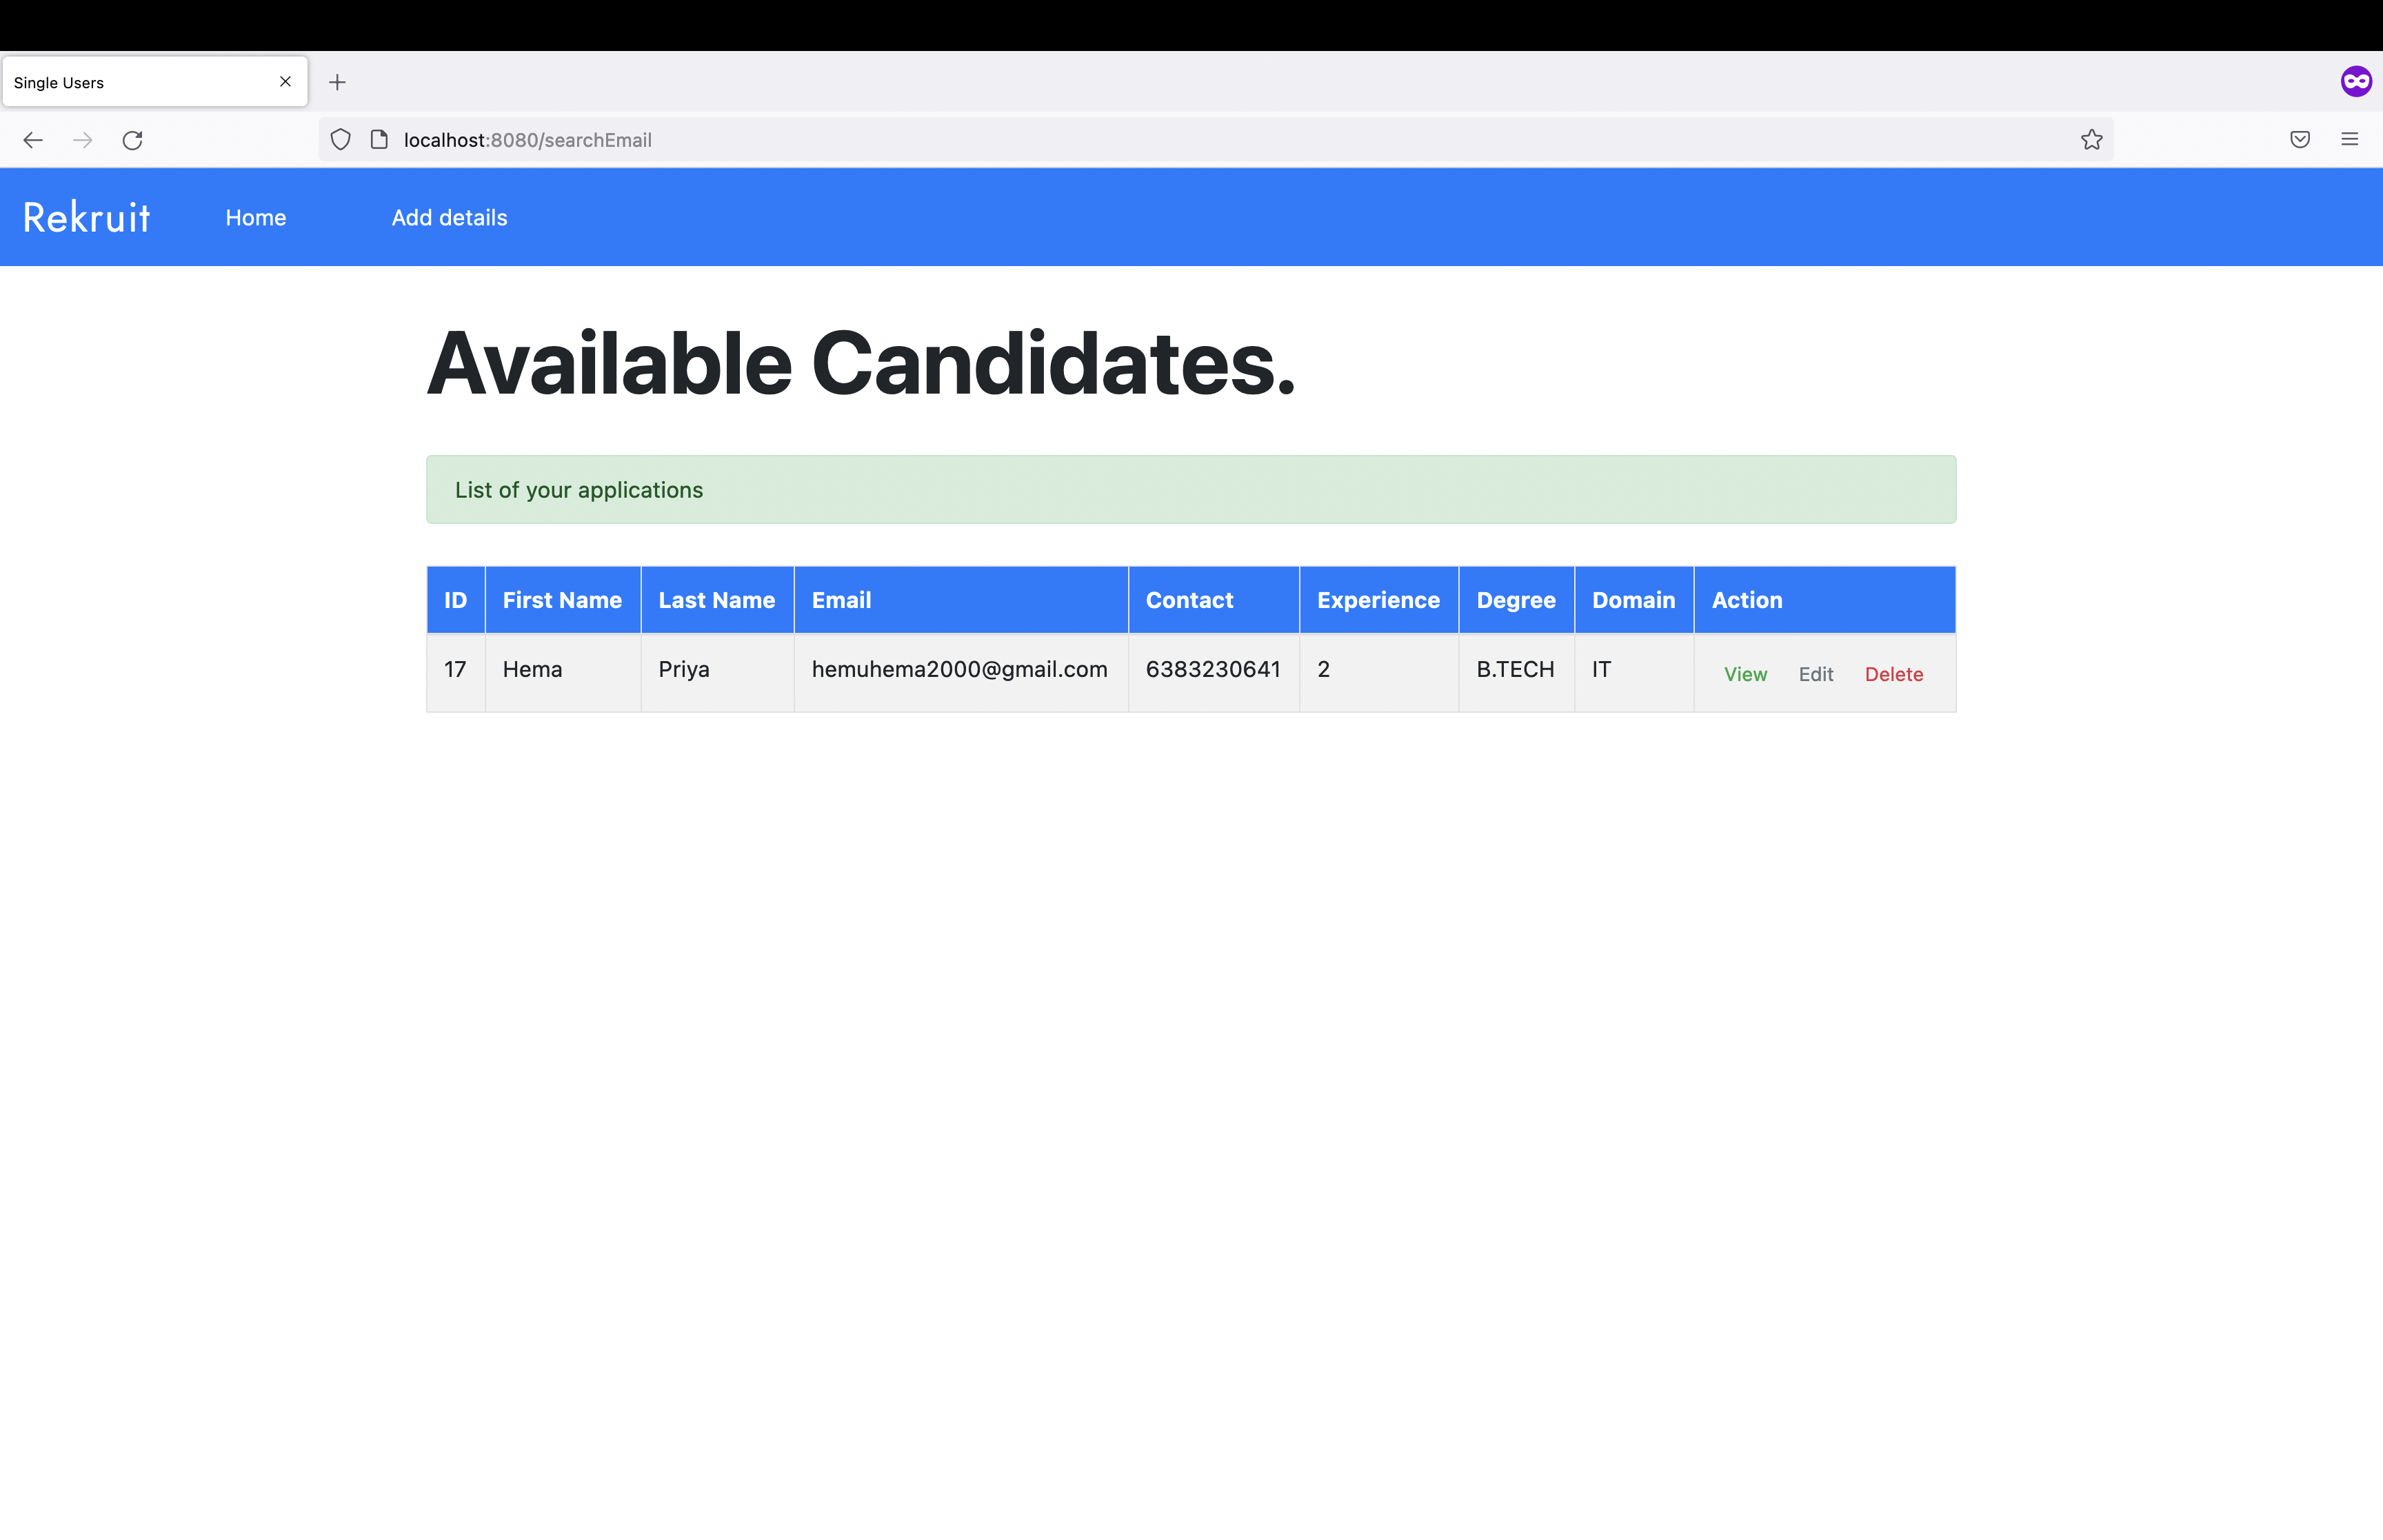 Single Users
localhost:8080/searchEmail
Rekruit Home Add details
Available Candidates.
List of your applications
ID First Name Last Name Email Contact Experience Degree Domain Action
17 Hema Priya hemuhema2000@gmail.com 6383230641 2 B.TECH IT View Edit Delete